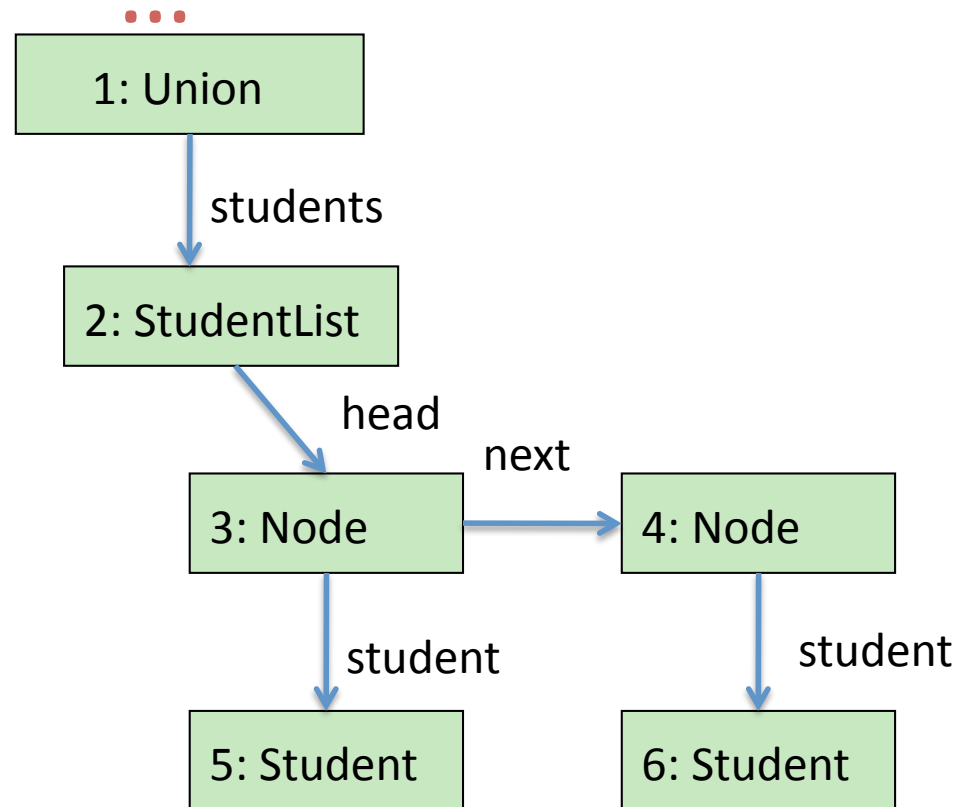 ...
1: Union
students
2: StudentList
head
next
3: Node
4: Node
student
student
5: Student
6: Student